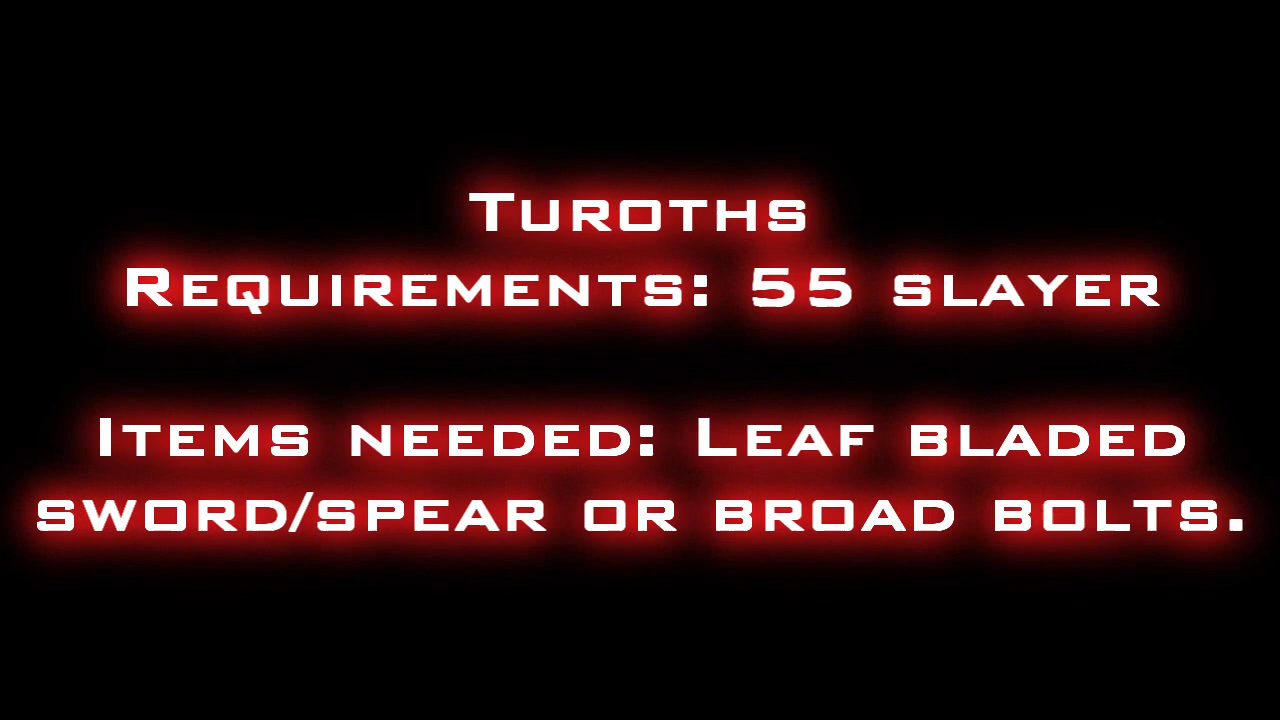 Turoths
Requirements: 55 slayer
Items needed: Leaf bladed
sword/spear or broad bolts.